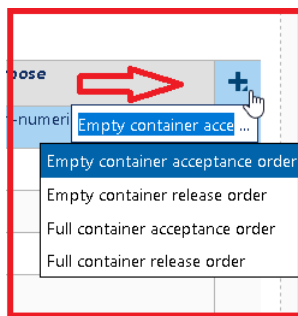 pose
-numeri
Empty container acce ...
Empty container acceptance order
Empty container release order
Full container acceptance order
Full container release order